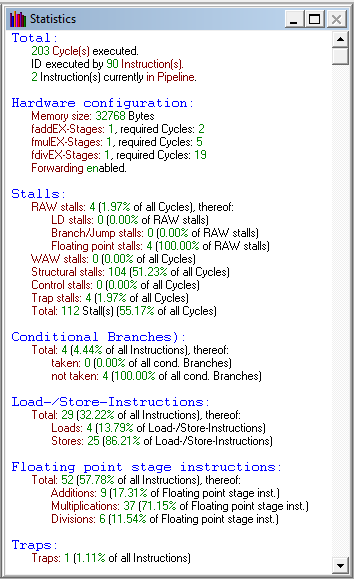 Statistics
Total:
203 Cycle(s) executed.
ID executed by 90 Instruction(s).
2 Instruction(s) currently in Pipeline.
Hardware configuration:
Memory size: 32768 Bytes
faddEX-Stages: 1, required Cycles: 2
fmulEX-Stages: 1, required Cycles: 5
fdivEX-Stages: 1, required Cycles: 19
Forwarding enabled.
Stalls:
RAW stalls: 4 (1.97% of all Cycles), thereof:
LD stalls: 0 (0.00% of RAW stalls)
Branch/Jump stalls: 0 (0.00% of RAW stalls)
Floating point stalls: 4 (100.00% of RAW stalls)
WAW stalls: 0 (0.00% of all Cycles)
Structural stalls: 104 (51.23% of all Cycles)
Control stalls: 0 (0.00% of all Cycles)
Trap stalls: 4 (1.97% of all Cycles)
Total: 112 Stall(s) (55.17% of all Cycles)
Conditional Branches):
Total: 4 (4.44% of all Instructions), thereof:
taken: 0 (0.00% of all cond. Branches)
not taken: 4 (100.00% of all cond. Branches)
Load-/Store-Instructions:
Total: 29 (32.22% of all Instructions), thereof:
Loads: 4 (13.79% of Load-/Store-Instructions)
Stores: 25 (86.21% of Load-/Store-Instructions)
Floating point stage instructions:
Total: 52 (57.78% of all Instructions), thereof:
Additions: 9 (17.31% of Floating point stage inst.)
Multiplications: 37 (71.15% of Floating point stage inst.)
Divisions: 6 (11.54% of Floating point stage inst.)
Traps:
Traps: 1 (1.11% of all Instructions)